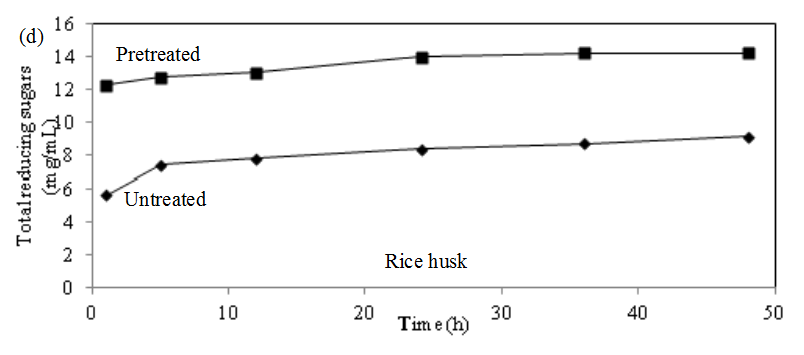 (d)
Total reducing sugars
(mg/mL)
16
14
12
10
8
6
4
2
0
Pretreated
Untreated
Rice husk
0
10
20
30
40
50
Time (h)